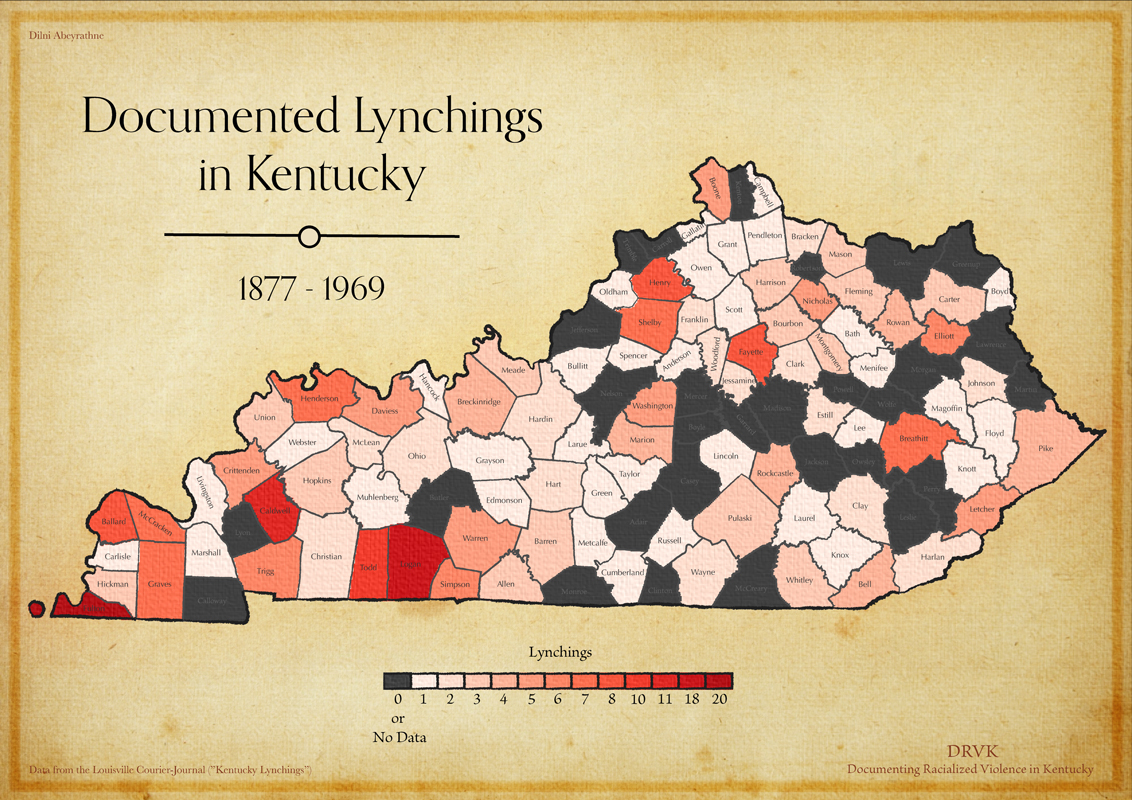 Dilni Abeyrathne
Documented Lynchings
in Kentucky
1877 - 1969
Boone
Campbell
Gallatin
Grant
Pendleton
Bracken
Mason
Owen
Henry
Oldham
Harrison
Nicholas
Fleming
Carter
Boyd
Lewis
Greenup
Rowan
Elliott
Lawrence
Scott
Franklin
Shelby
Jefferson
Bourbon
Bath
Montgomery
Fayette
Woodford
Anderson
Spencer
Bullitt
Clark
Menifee
Morgan
Jessamine
Johnson
Martin
Magoffin
Powell
Wolfe
Estill
Lee
Breathitt
Floyd
Pike
Knott
Meade
Hancock
Breckinridge
Hardin
Nelson
Washington
Mercer
Boyle
Madison
Marion
Larue
Henderson
Daviess
Union
Webster
McLean
Ohio
Grayson
Taylor
Lincoln
Rockcastle
Jackson
Owsley
Perry
Letcher
Leslie
Clay
Laurel
Pulaski
Casey
Adair
Green
Hart
Edmonson
Butler
Muhlenberg
Hopkins
Crittenden
Livingston
Caldwell
Lyon
Ballard
McCracken
Carlisle
Marshall
Hickman
Graves
Calloway
Trigg
Christian
Todd
Logan
Warren
Simpson
Allen
Barren
Metcalfe
Monroe
Cumberland
Clinton
Russell
Wayne
McCreary
Whitley
Knox
Bell
Harlan
Lynchings
0 1 2 3 4 5 6 7 8 10 11 18 20
or
No Data
DRVK
Documenting Racialized Violence in Kentucky
Data from the Louisville Courier-Journal ("Kentucky Lynchings")